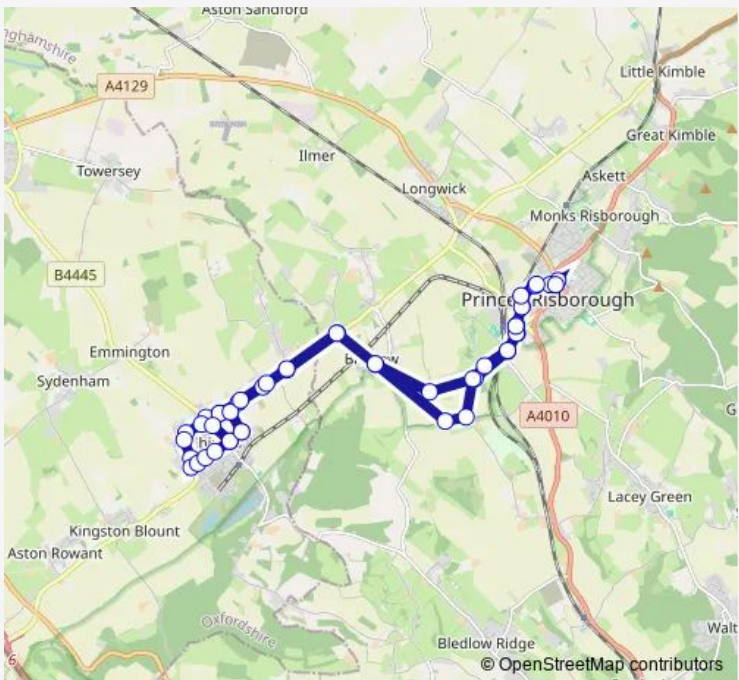 Aston Sandford
nghamshire
A4129
Little Kimble
Great Kimble
Ilmer
Towersey
Askett
Longwick
Monks Risborough
B4445
Risborough
Emmington
Sydenham
A4010
Lacey Green
Kingston Blount
Aston Rowant
Oxfordshire
Walt
Bledlow Ridge
6
© OpenStreetMap contributors